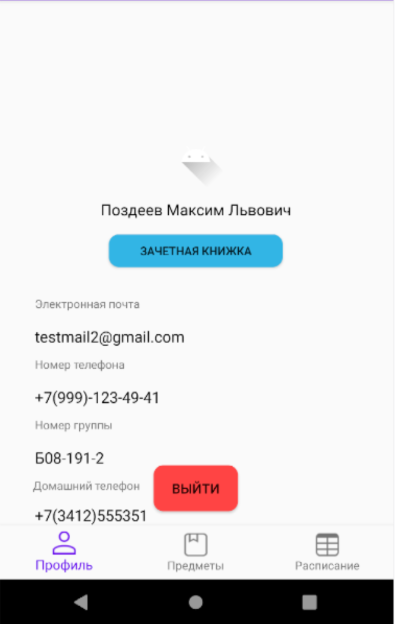 Поздеев Максим Львович
ЗАЧЕТНАЯ КНИЖКА
Электронная почта
testmail2@gmail.com
Номер телефона
+7(999)-123-49-41
Номер группы
Б08-191-2
Домашний телефон
ВЫЙТИ
+7(3412)555351
Профиль
Предметы
Расписание